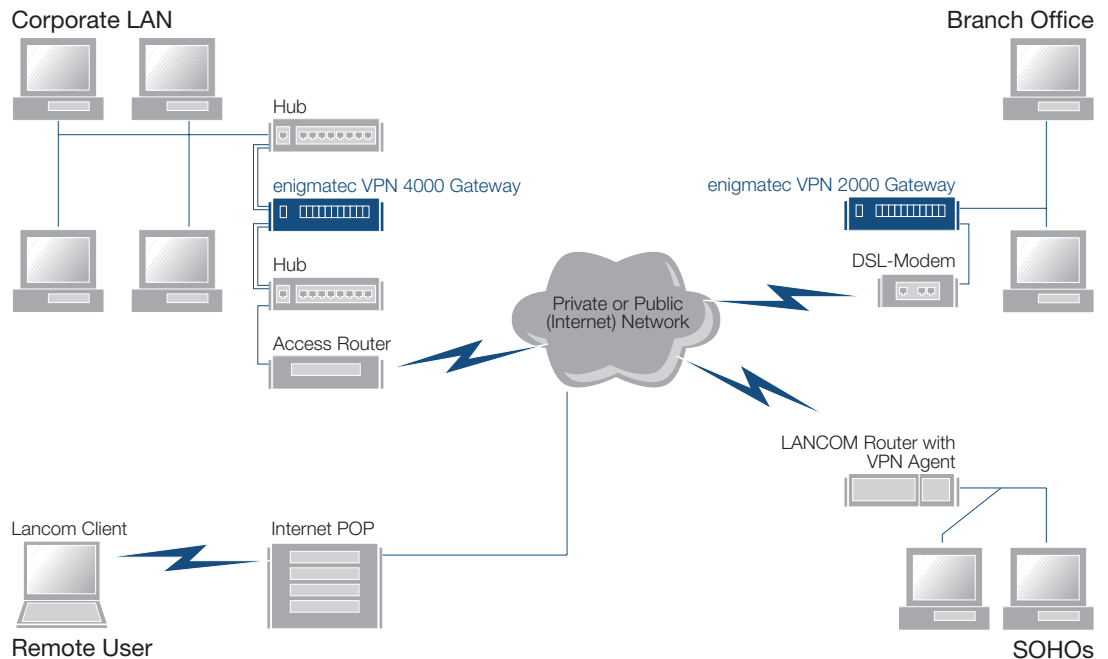 Corporate LAN
Branch Office
Hub
enigmatec VPN 4000 Gateway
enigmatec VPN 2000 Gateway
Hub
DSL-Modem
Private or Public
(Internet) Network
Access Router
LANCOM Router with
VPN Agent
Lancom Client
Internet POP
Remote User
SOHOs